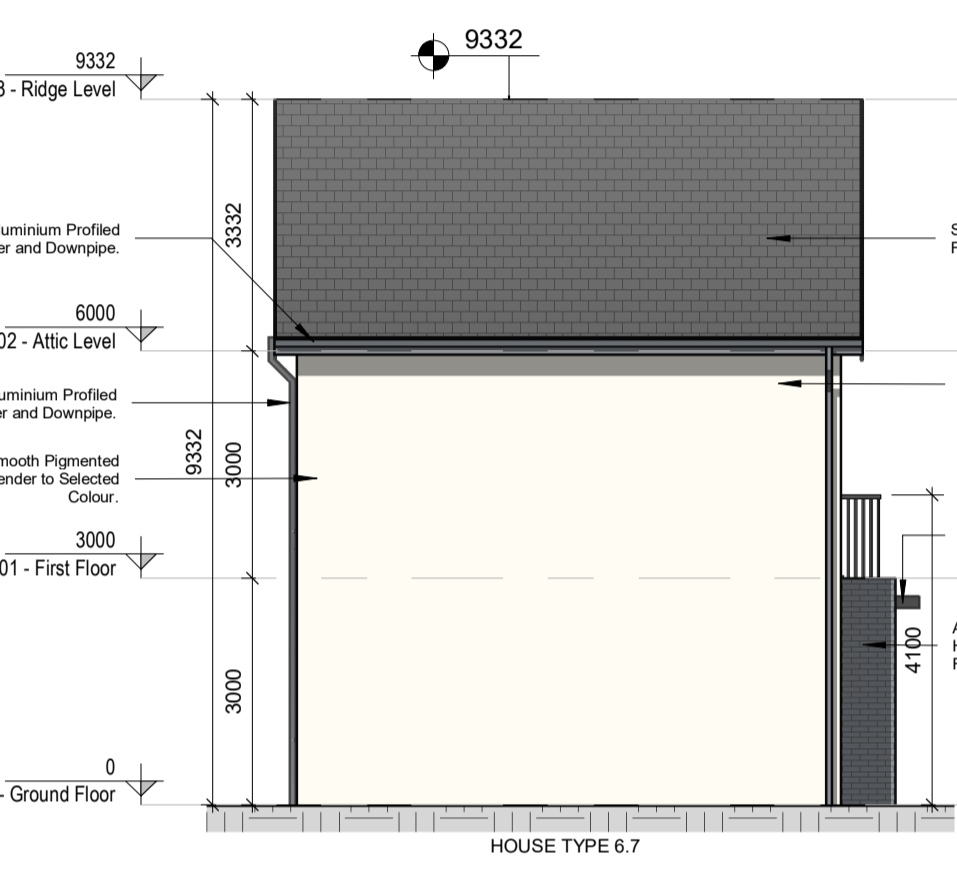 9332
9332
3 - Ridge Level
3332
uminium Profiled
er and Downpipe.
S
F
6000
02 - Attic Level
uminium Profiled
er and Downpipe.
9332
3000
mooth Pigmented
ender to Selected
Colour.
3000
01 - First Floor
A
H
F
4100
3000
0
- Ground Floor
HOUSE TYPE 6.7